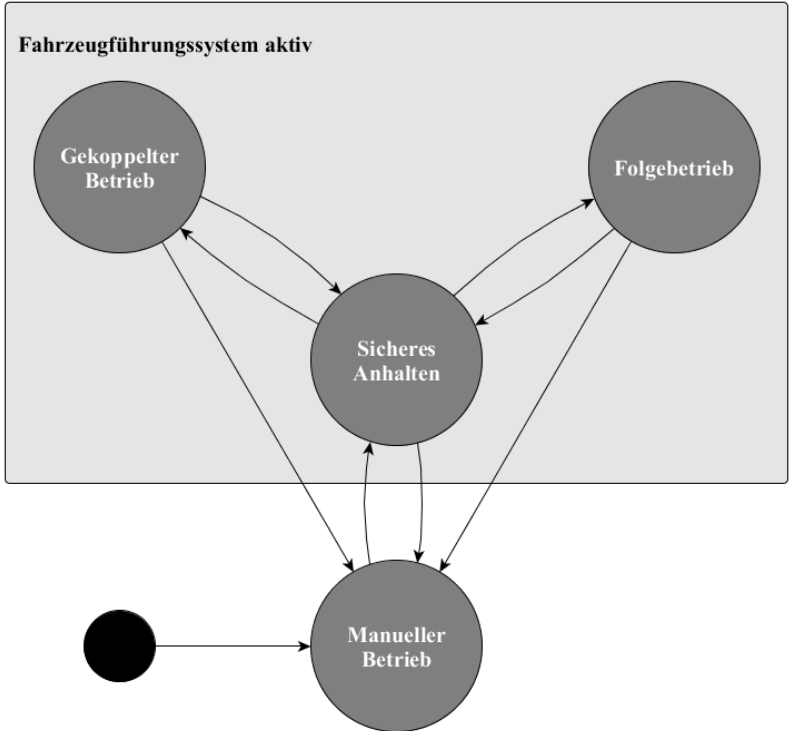 Fahrzeugführungssystem aktiv
Gekoppelter
Betrieb
Folgebetrieb
Sicheres
Anhalten
Manueller
Betrieb